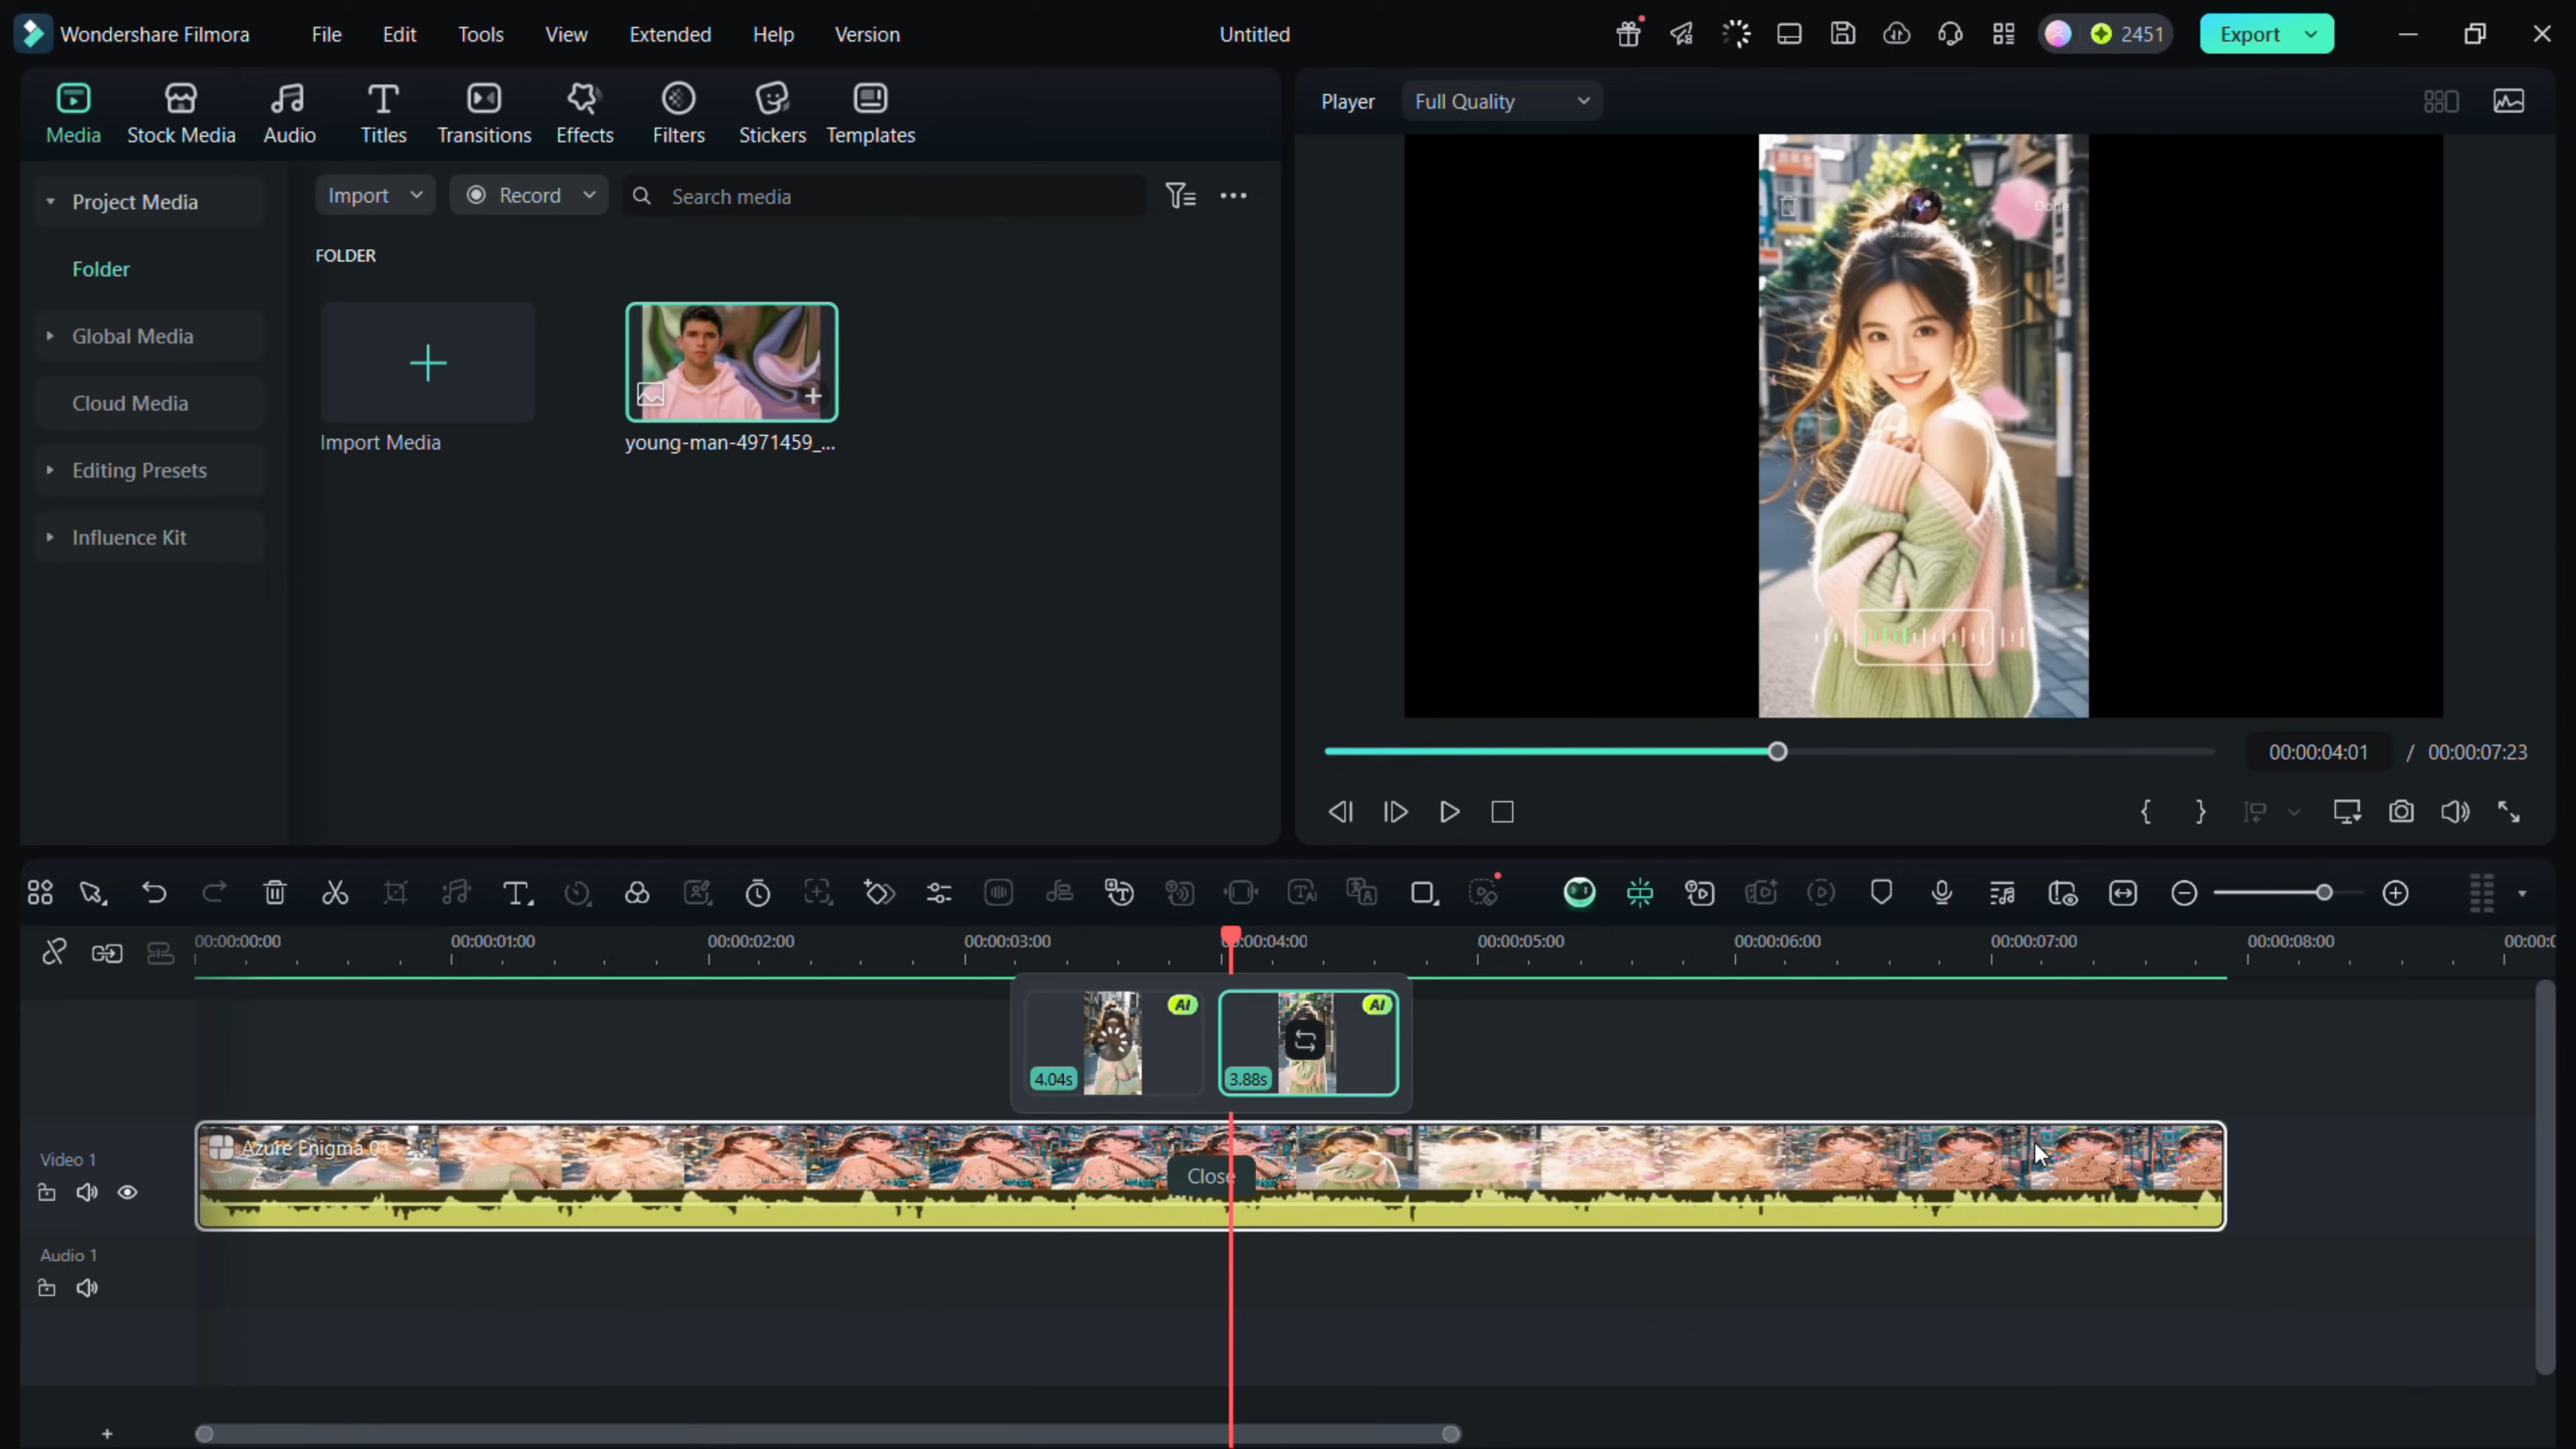 Wondershare Filmora File Edit Tools View Extended Help Version Untitled 2451 Export
Media Stock Media Audio Titles Transitions Effects Filters Stickers Templates
Player Full Quality
Project Media
Import Record Search media
Folder
FOLDER
Global Media
Cloud Media
Import Media young-man-4971459_...
Editing Presets
Influence Kit
Done
00:00:04:01 / 00:00:07:23
00:00:00:00 00:00:01:00 00:00:02:00 00:00:03:00 00:00:04:00 00:00:05:00 00:00:06:00 00:00:07:00 00:00:08:00 00:00:0
AI AI
4.04s 3.88s
Video 1
Azure Enigma 01
Close
Audio 1